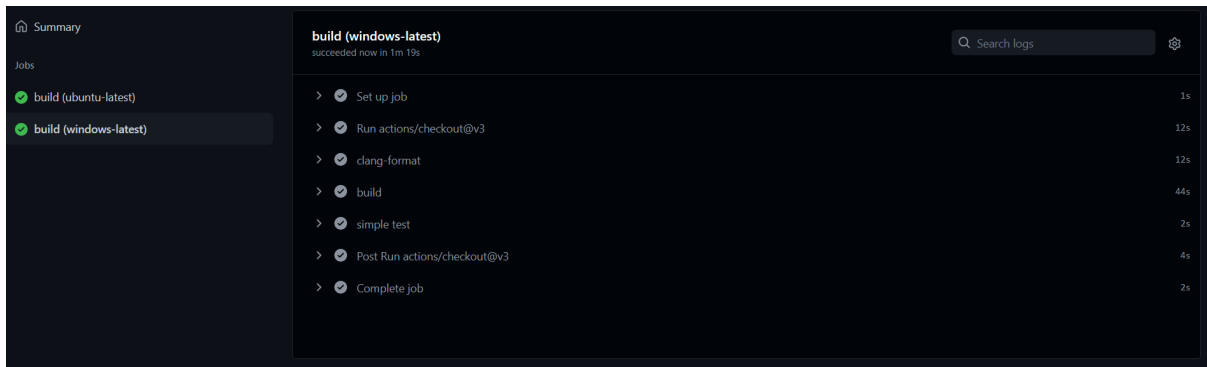 Summary
Jobs
build (ubuntu-latest)
build (windows-latest)
build (windows-latest)
succeeded now in 1m 19s
Search logs
Set up job 1s
Run actions/checkout@v3 12s
clang-format 12s
build 44s
simple test 2s
Post Run actions/checkout@v3 4s
Complete job 2s